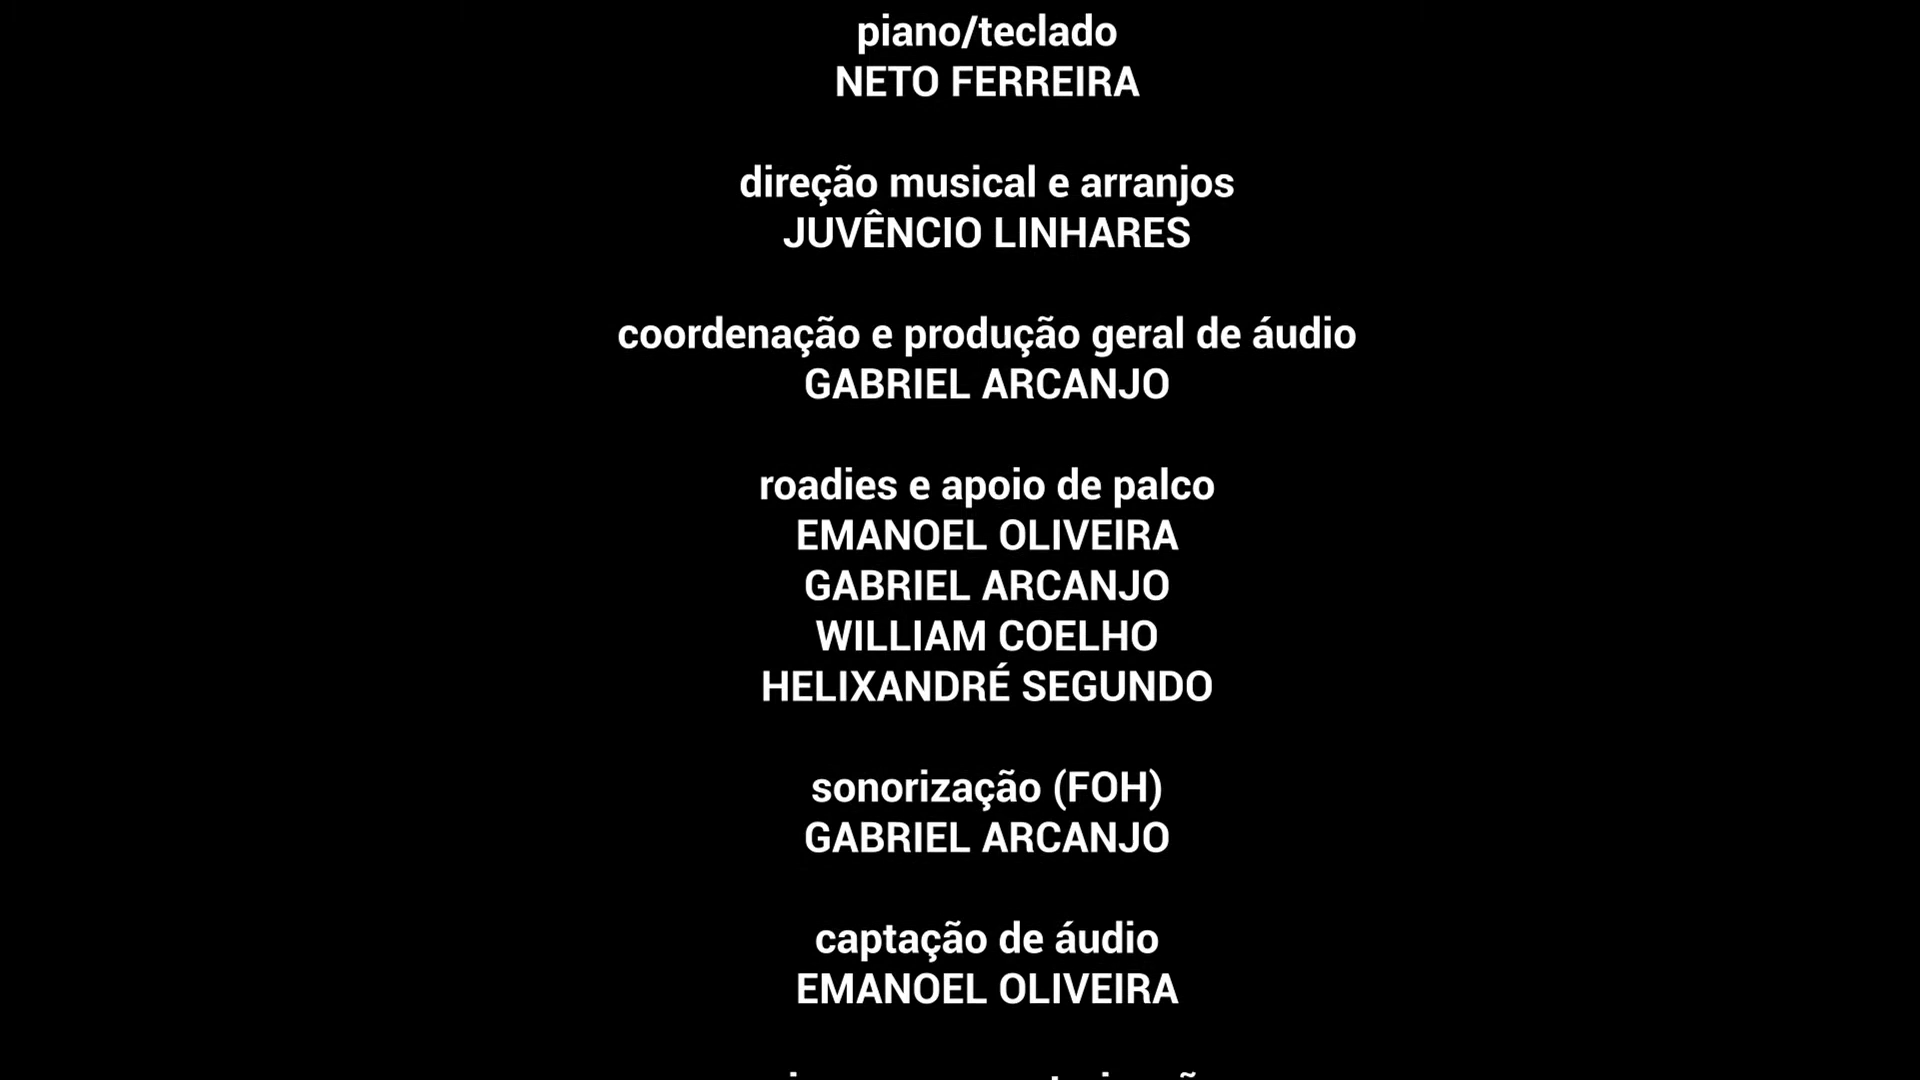 piano/teclado
NETO FERREIRA
direção musical e arranjos
JUVÊNCIO LINHARES
coordenação e produção geral de áudio
GABRIEL ARCANJO
roadies e apoio de palco
EMANOEL OLIVEIRA
GABRIEL ARCANJO
WILLIAM COELHO
HELIXANDRÉ SEGUNDO
sonorização (FOH)
GABRIEL ARCANJO
captação de áudio
EMANOEL OLIVEIRA